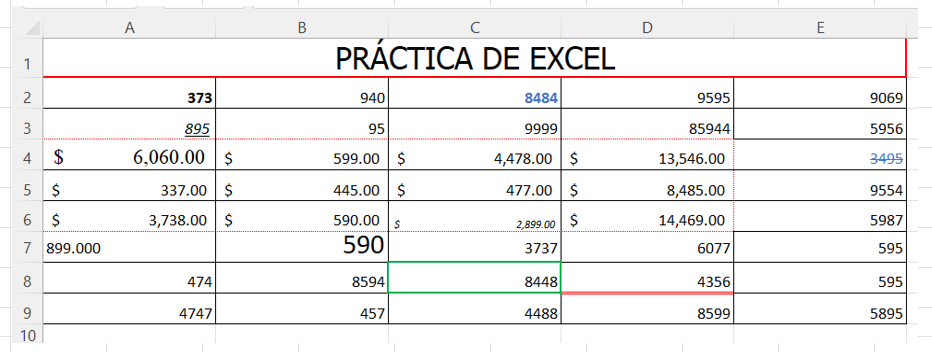 A B C D E
1 PRÁCTICA DE EXCEL
2 373 940 8484 9595 9069
3 895 95 9999 85944 5956
4 $ 6,060.00 $ 599.00 $ 4,478.00 $ 13,546.00 3495
5 $ 337.00 $ 445.00 $ 477.00 $ 8,485.00 9554
6 $ 3,738.00 $ 590.00 $ 2,899.00 $ 14,469.00 5987
7 899.000 590 3737 6077 595
8 474 8594 8448 4356 595
9 4747 457 4488 8599 5895
10